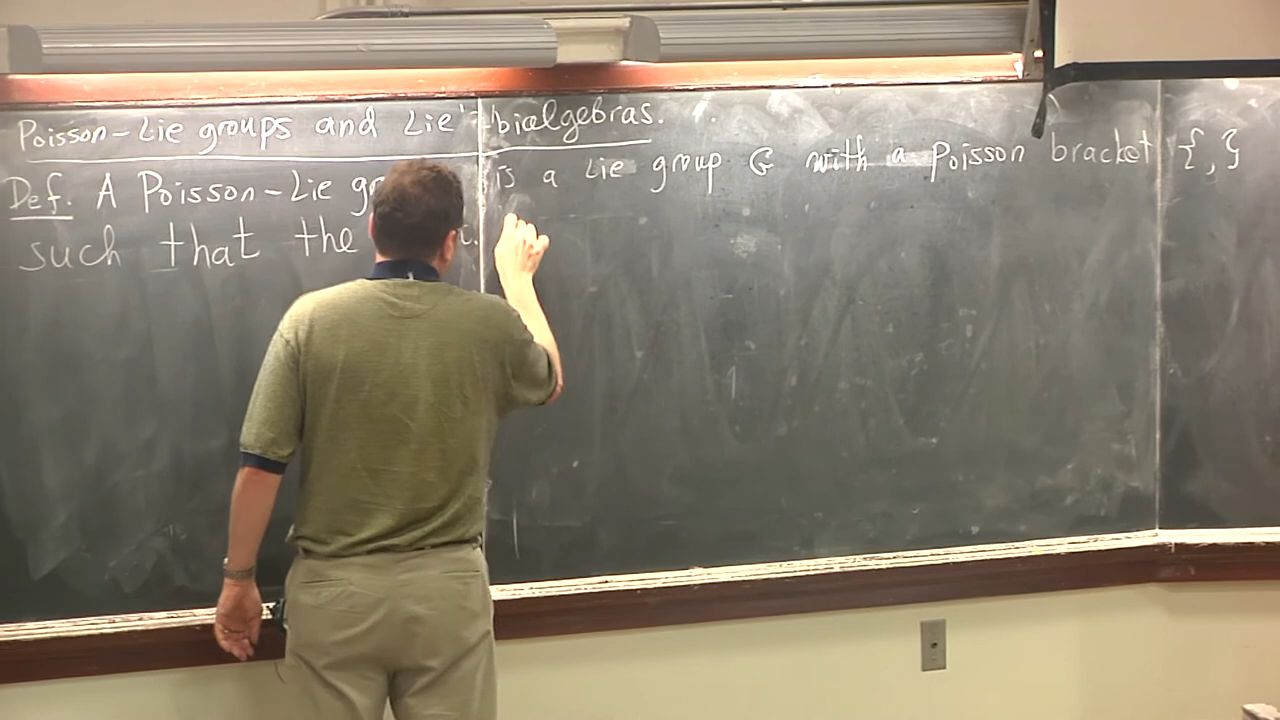 Poisson-Lie groups and Lie bialgebras.
Def. A Poisson-Lie is a Lie group G with a Poisson bracket {,}
such that the